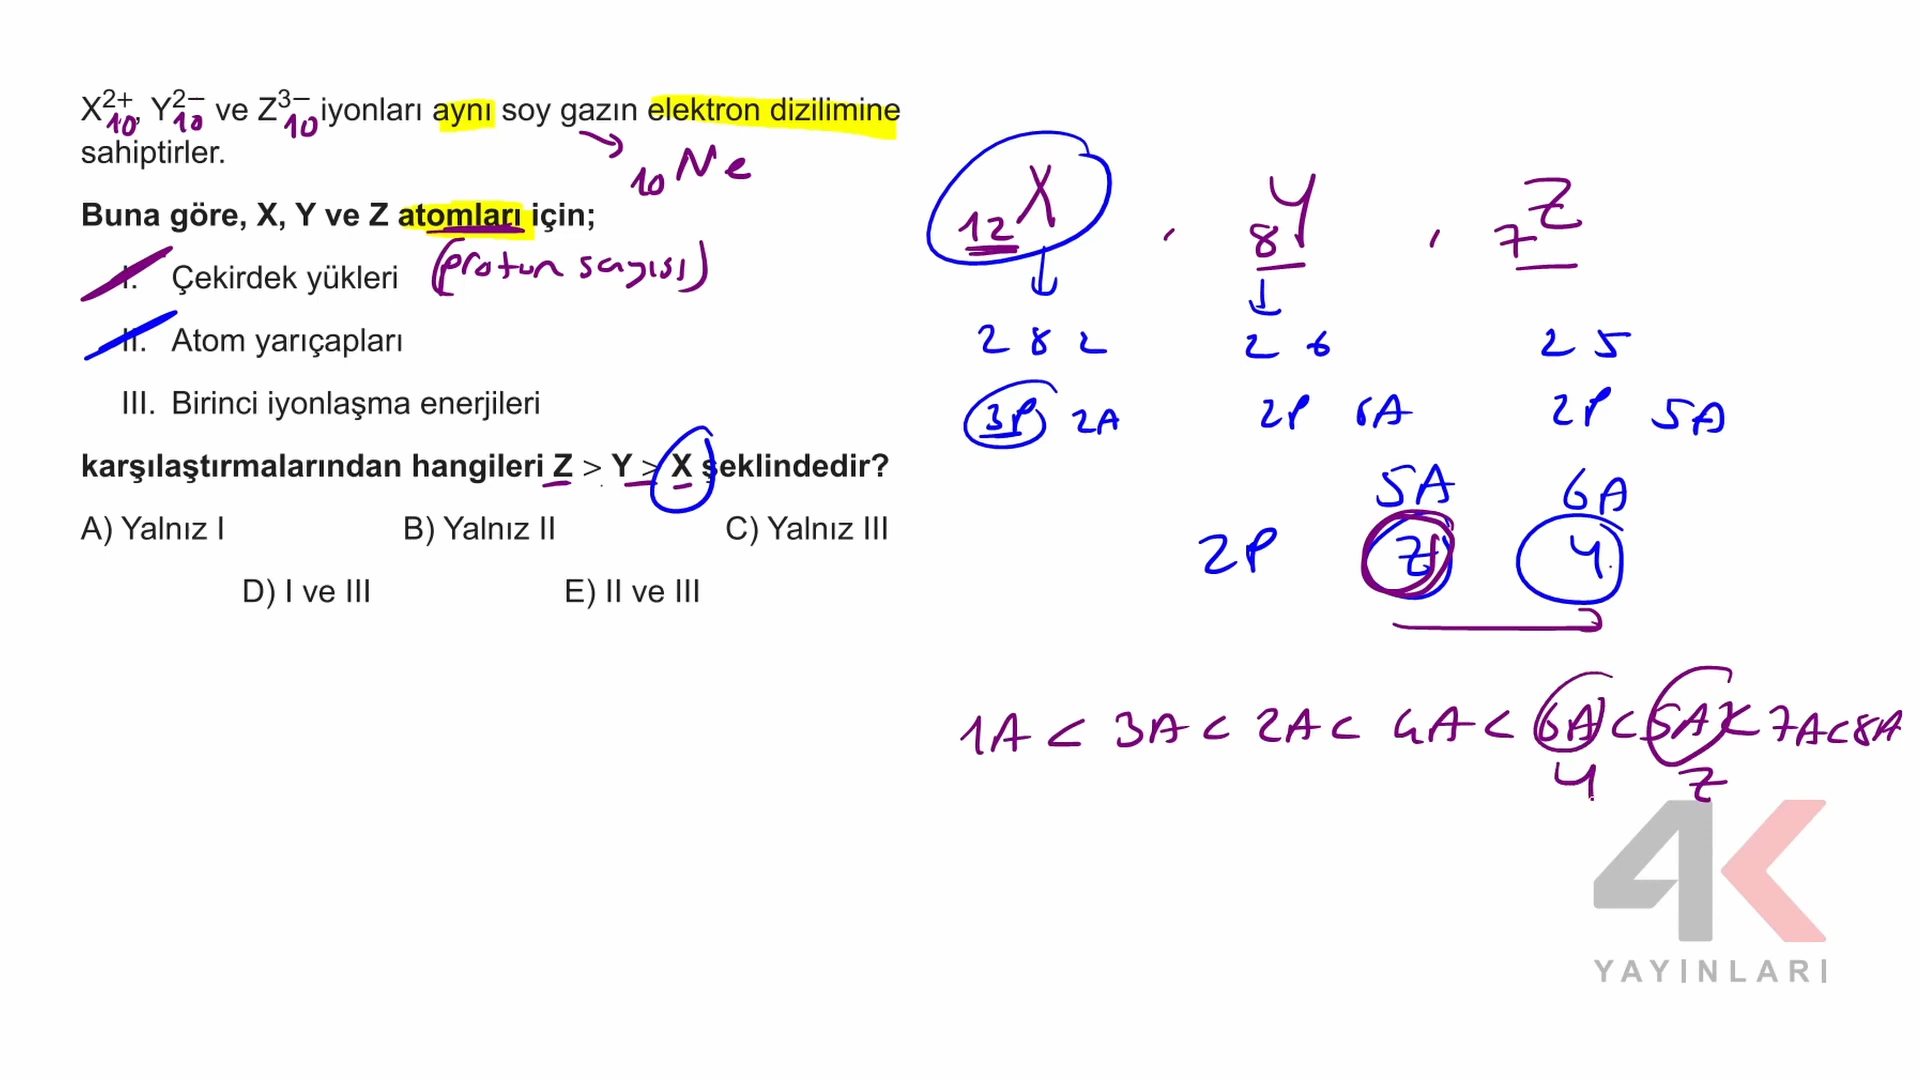 X²⁺, Y²⁻ ve Z³⁻ iyonları aynı soy gazın elektron dizilimine
10 10 10
sahiptirler.
₁₀Ne
Buna göre, X, Y ve Z atomları için;
I. Çekirdek yükleri (proton sayısı)
II. Atom yarıçapları
III. Birinci iyonlaşma enerjileri
karşılaştırmalarından hangileri Z > Y > X şeklindedir?
A) Yalnız I B) Yalnız II C) Yalnız III
D) I ve III E) II ve III
₁₂X , ₈Y , ₇Z
2 8 2 2 6 2 5
3P 2A 2P 6A 2P 5A
5A 6A
2P Z Y
1A < 3A < 2A < 4A < 6A < 5A < 7A < 8A
Y Z
4K
YAYINLARI